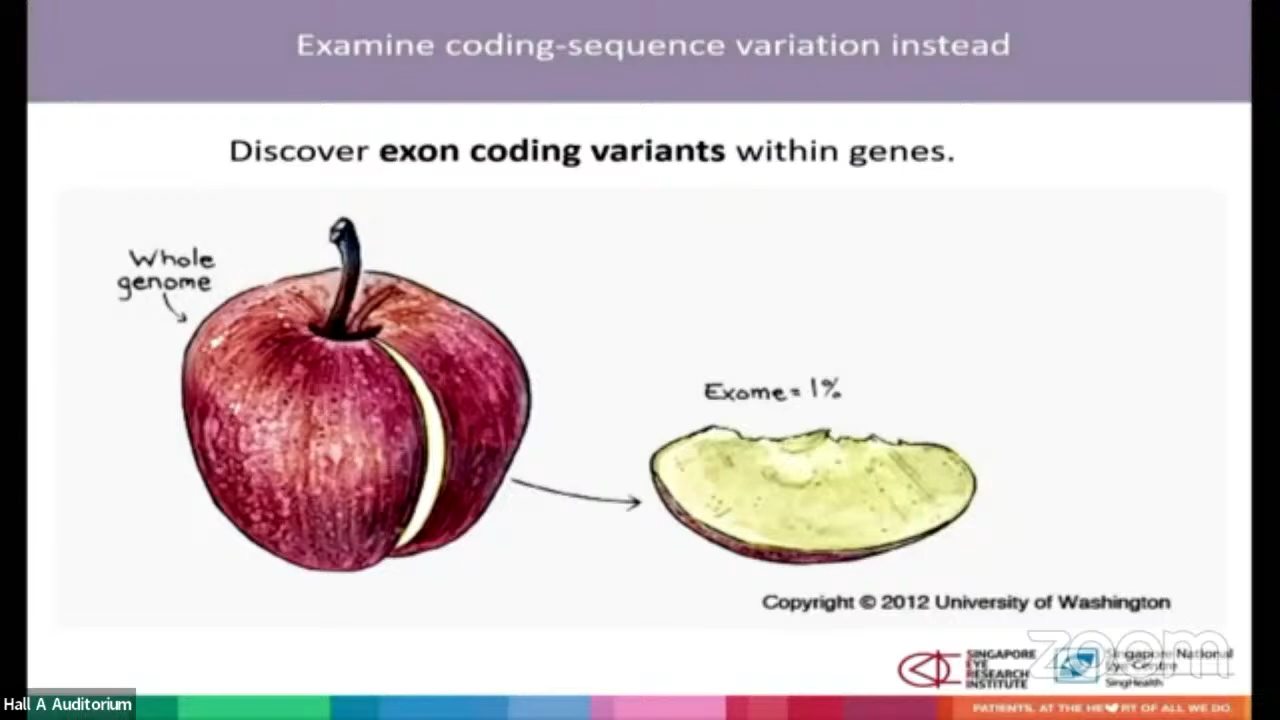 Examine coding-sequence variation instead
Discover exon coding variants within genes.
Whole
genome
Exome = 1%
Copyright © 2012 University of Washington
zoom
SINGAPORE
EYE
RESEARCH
INSTITUTE
Singapore National
Eye Centre
SingHealth
Hall A Auditorium
PATIENTS. AT THE HE RT OF ALL WE DO.